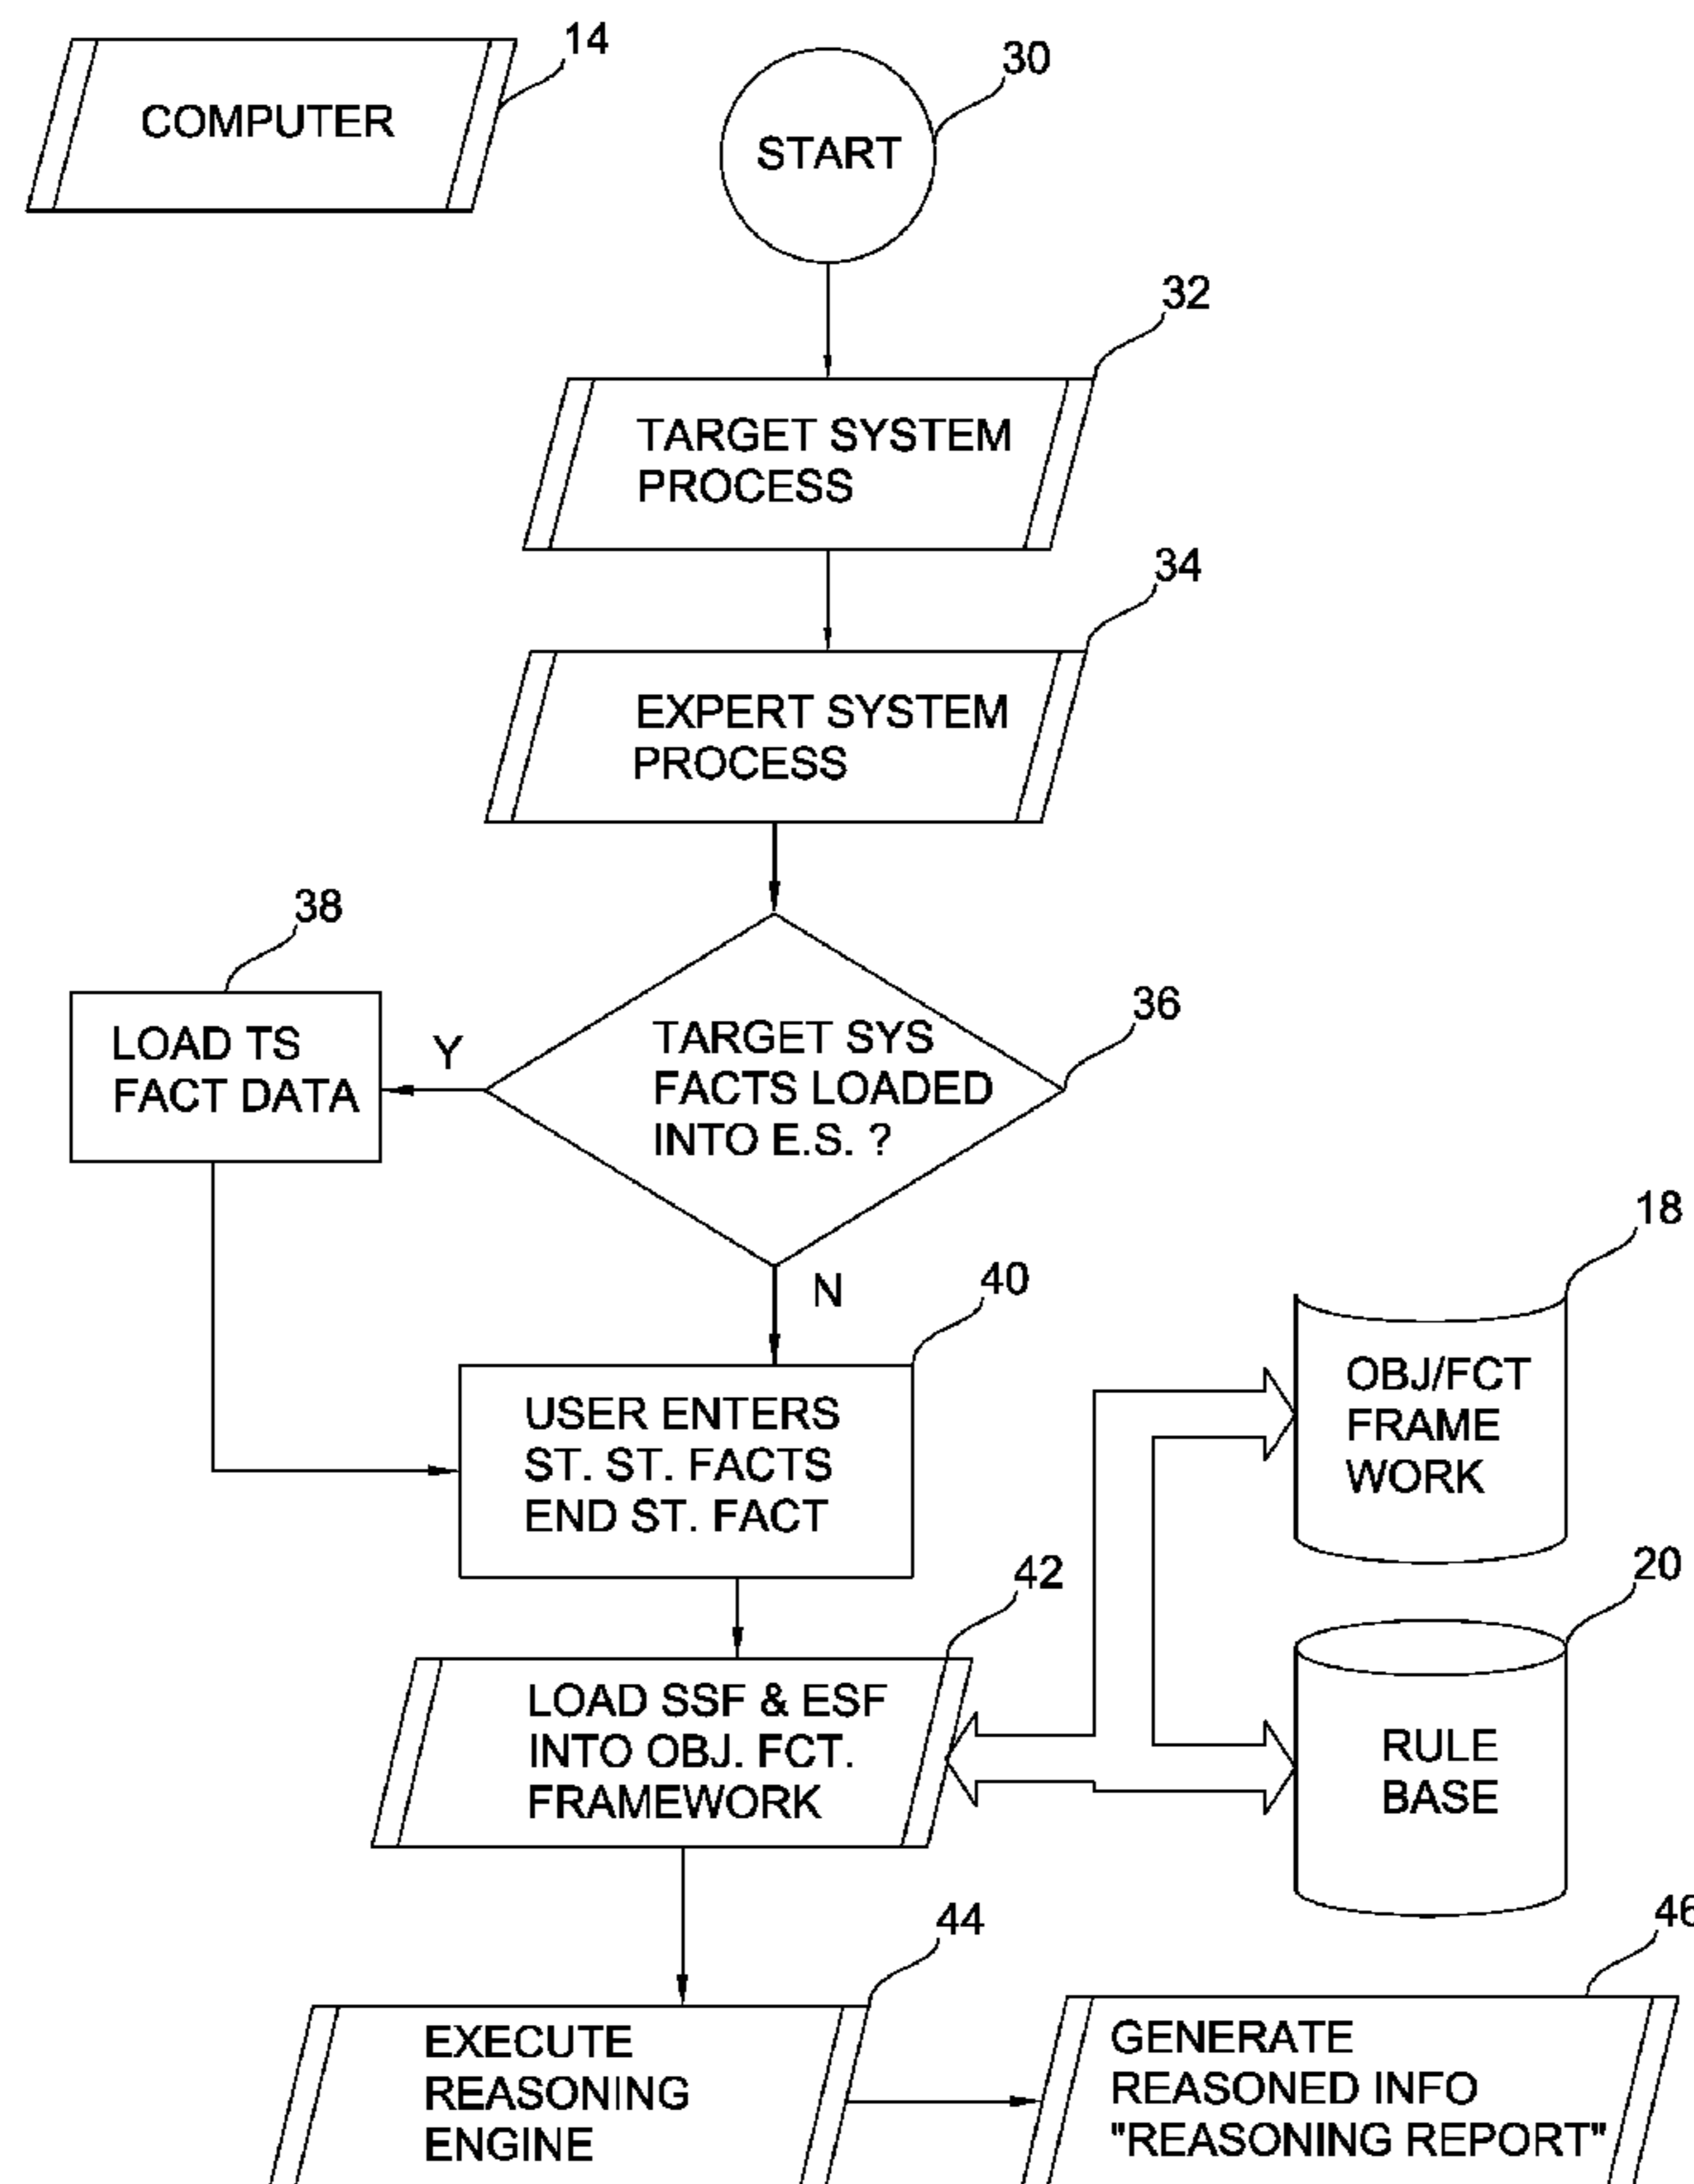 COMPUTER
14
START
30
32
TARGET SYSTEM
PROCESS
34
EXPERT SYSTEM
PROCESS
38
LOAD TS
FACT DATA
Y
36
TARGET SYS
FACTS LOADED
INTO E.S. ?
N
40
USER ENTERS
ST. ST. FACTS
END ST. FACT
18
OBJ/FCT
FRAME
WORK
42
LOAD SSF & ESF
INTO OBJ. FCT.
FRAMEWORK
20
RULE
BASE
44
EXECUTE
REASONING
ENGINE
46
GENERATE
REASONED INFO
"REASONING REPORT"